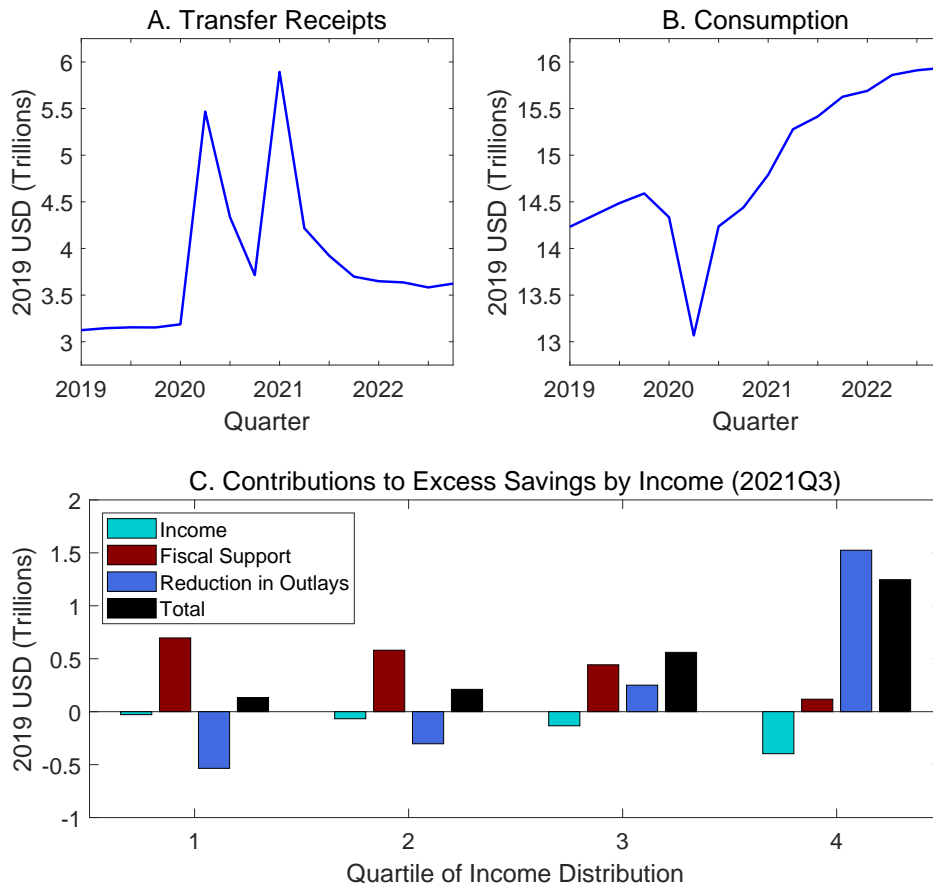 A. Transfer Receipts
2019 USD (Trillions)
6
5.5
5
4.5
4
3.5
3
2019 2020 2021 2022
Quarter
B. Consumption
2019 USD (Trillions)
16
15.5
15
14.5
14
13.5
13
2019 2020 2021 2022
Quarter
C. Contributions to Excess Savings by Income (2021Q3)
2019 USD (Trillions)
2
1.5
1
0.5
0
-0.5
-1
Income
Fiscal Support
Reduction in Outlays
Total
1 2 3 4
Quartile of Income Distribution